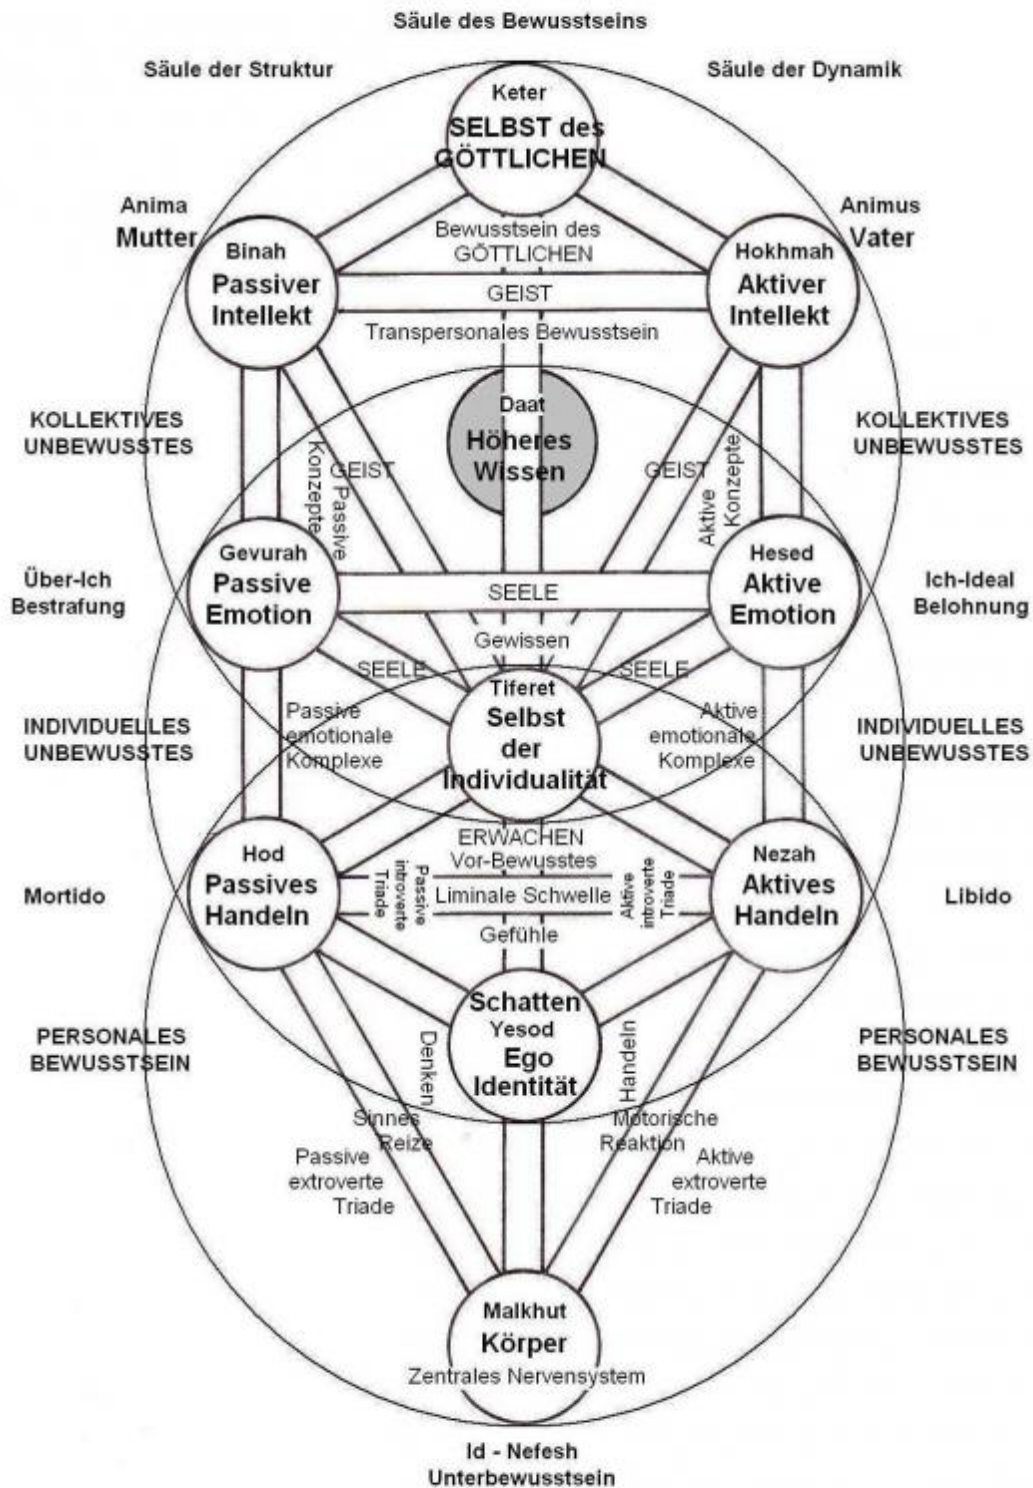 Säule des Bewusstseins
Säule der Struktur
Säule der Dynamik
Keter
SELBST des
GÖTTLICHEN
Anima
Mutter
Animus
Vater
Binah
Passiver
Intellekt
Bewusstsein des
GÖTTLICHEN
GEIST
Transpersonales Bewusstsein
Hokhmah
Aktiver
Intellekt
KOLLEKTIVES
UNBEWUSSTES
Daat
Höheres
Wissen
KOLLEKTIVES
UNBEWUSSTES
GEIST
Passive
Konzepte
GEIST
Aktive
Konzepte
Über-Ich
Bestrafung
Gevurah
Passive
Emotion
SEELE
Gewissen
Hesed
Aktive
Emotion
Ich-Ideal
Belohnung
SEELE
SEELE
INDIVIDUELLES
UNBEWUSSTES
Passive
emotionale
Komplexe
Tiferet
Selbst
der
Individualität
Aktive
emotionale
Komplexe
INDIVIDUELLES
UNBEWUSSTES
Mortido
Hod
Passives
Handeln
ERWACHEN
Vor-Bewusstes
Liminale Schwelle
Gefühle
Passive
introverte
Triade
Aktive
introverte
Triade
Nezah
Aktives
Handeln
Libido
PERSONALES
BEWUSSTSEIN
Denken
Schatten
Yesod
Ego
Identität
Handeln
PERSONALES
BEWUSSTSEIN
Sinnes
Reize
Motorische
Reaktion
Passive
extroverte
Triade
Aktive
extroverte
Triade
Malkhut
Körper
Zentrales Nervensystem
Id - Nefesh
Unterbewusstsein